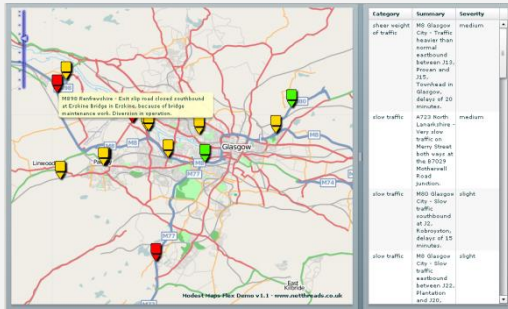 M898 Renfrewshire - Exit slip road closed southbound
at Erskine bridge in Erskine, because of bridge
maintenance work. Diversion in operation.
M8
M80
Glasgow
Linwood
M8
M77
M74
M77
East
Kilbride
Modest Maps Flex Demo v1.1 - www.netthreads.co.uk
Category Summary Severity
sheer weight
of traffic
M8 Glasgow
City - Traffic
heavier than
normal
eastbound
between J13,
Provan and
J15,
Townhead in
Glasgow,
delays of 20
minutes.
medium
slow traffic
A723 North
Lanarkshire -
Very slow
traffic on
Merry Street
both ways at
the B7029
Motherwell
Road
junction.
medium
slow traffic
M80 Glasgow
City - Slow
traffic
southbound
at J2,
Robroyston,
delays of 15
minutes.
slight
slow traffic
M8 Glasgow
City - Slow
traffic
eastbound
between J22,
Plantation
and J20,
slight